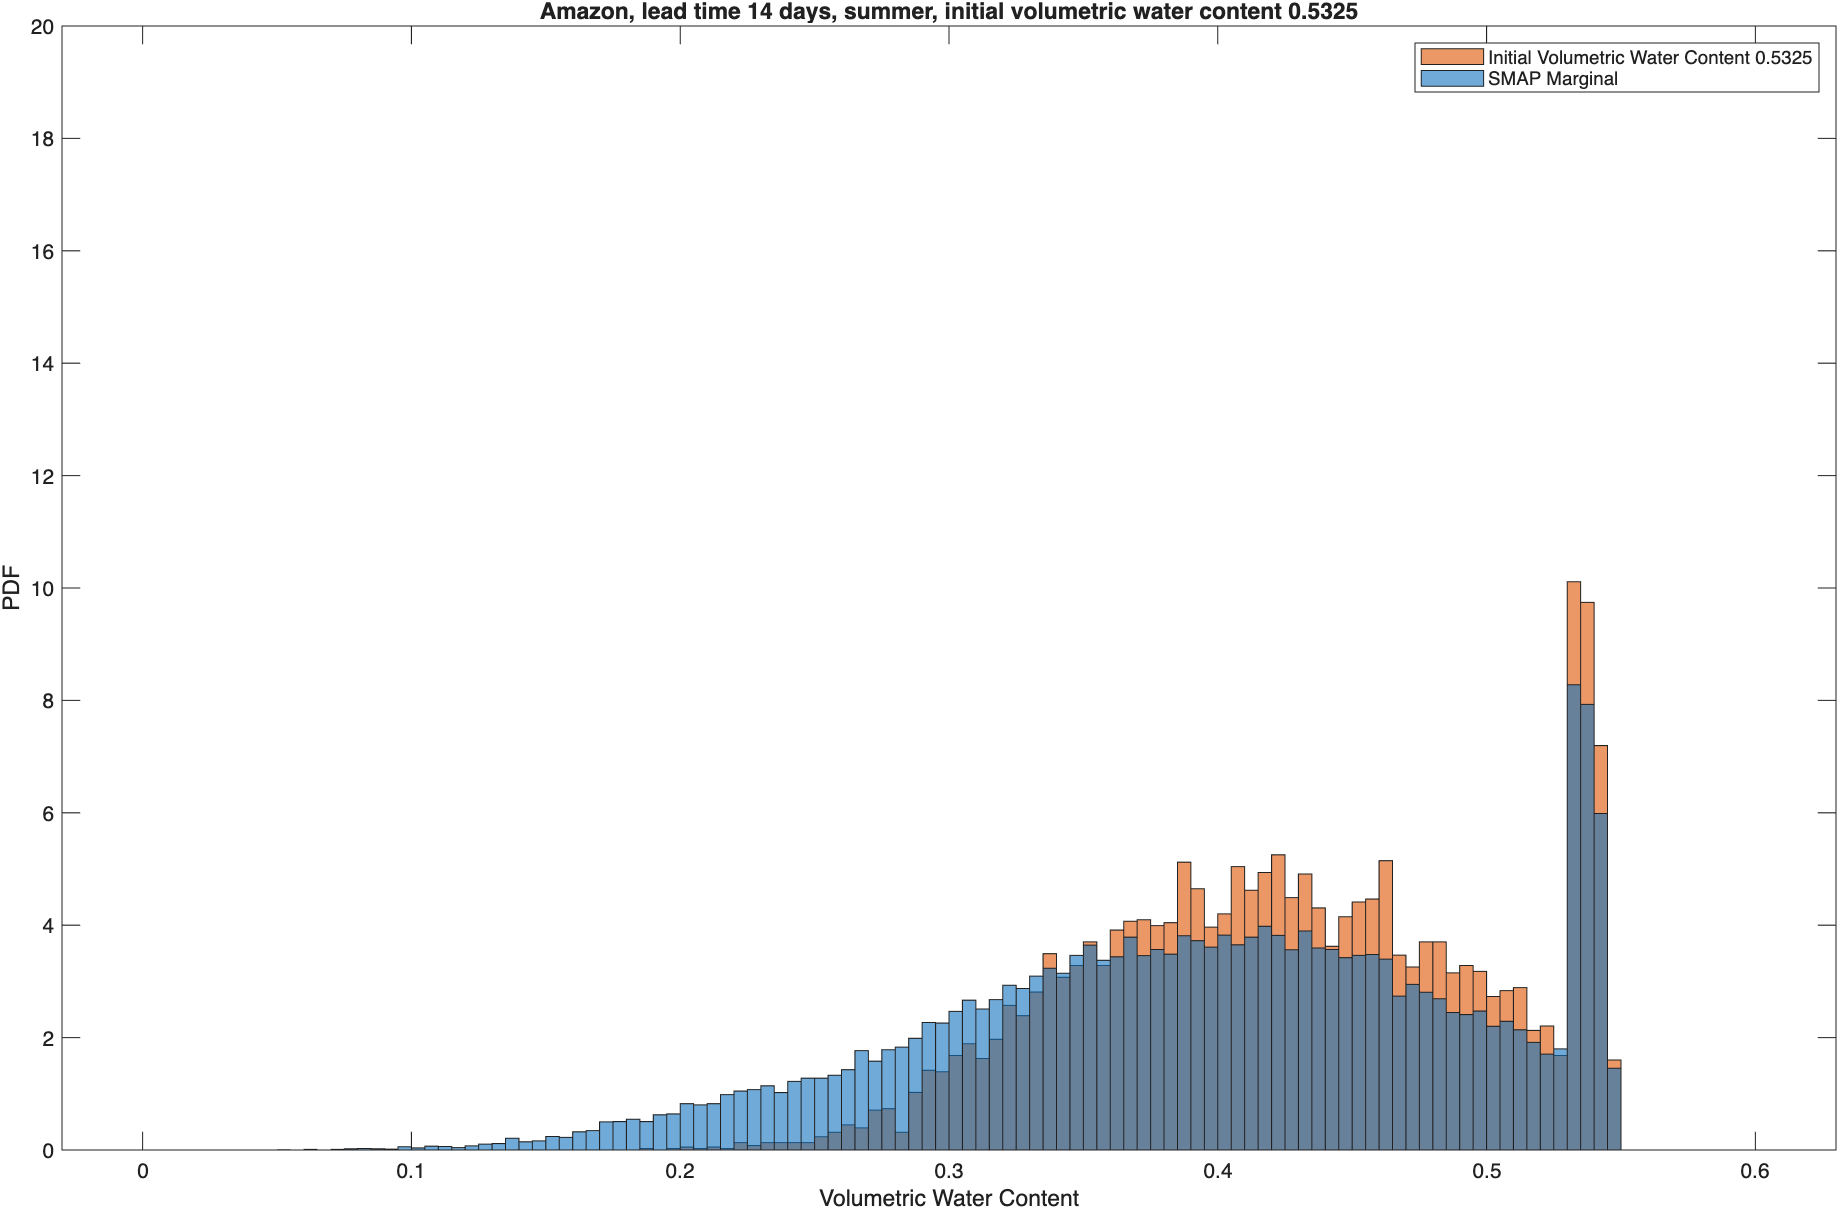 Amazon, lead time 14 days, summer, initial volumetric water content 0.5325
Initial Volumetric Water Content 0.5325
SMAP Marginal
20
18
16
14
12
10
8
6
4
2
0
PDF
0 0.1 0.2 0.3 0.4 0.5 0.6
Volumetric Water Content